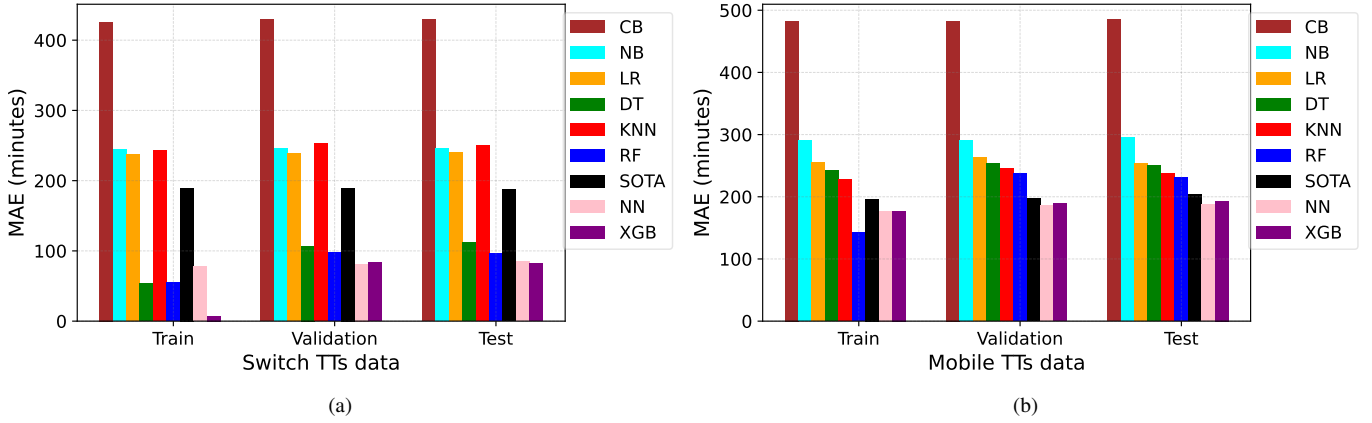 MAE (minutes)
400
300
200
100
0
Train
Validation
Test
Switch TTs data
CB
NB
LR
DT
KNN
RF
SOTA
NN
XGB
(a)
MAE (minutes)
500
400
300
200
100
0
Train
Validation
Test
Mobile TTs data
CB
NB
LR
DT
KNN
RF
SOTA
NN
XGB
(b)